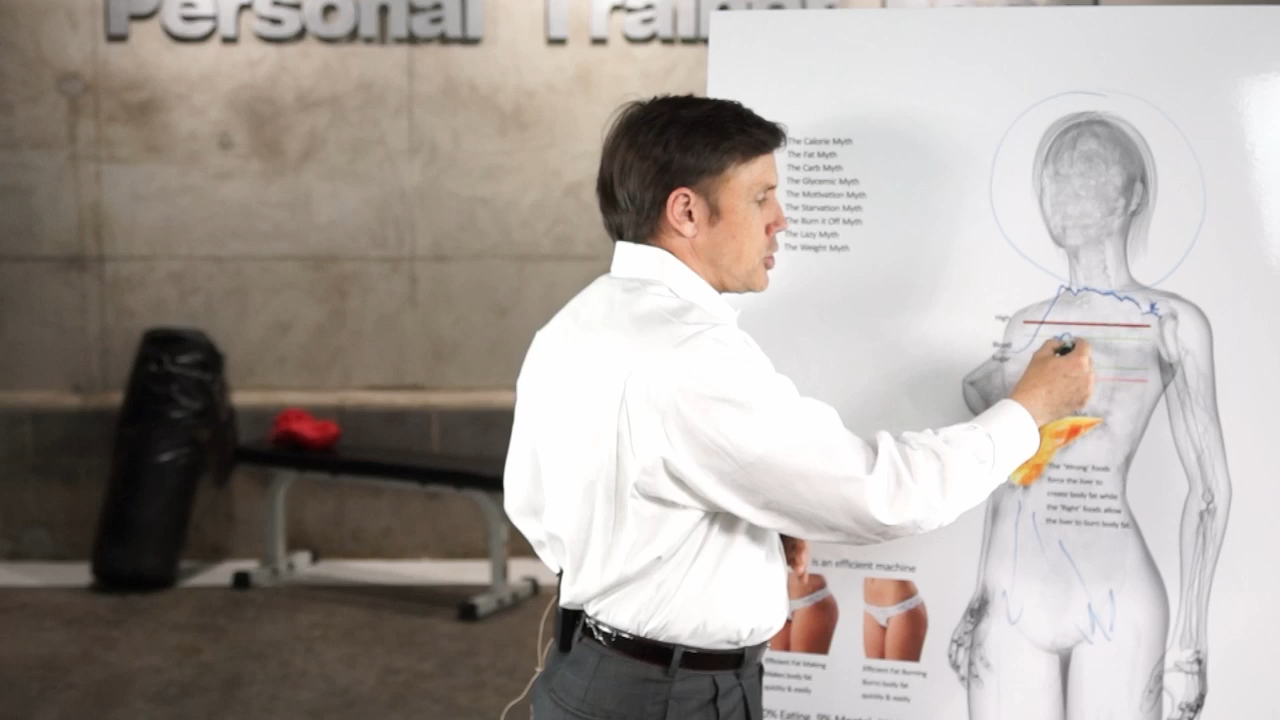 Personal Trainer
The Calorie Myth
The Fat Myth
The Carb Myth
The Glycemic Myth
The Motivation Myth
The Starvation Myth
The Burn it Off Myth
The Lazy Myth
The Weight Myth
The "Wrong" foods
force the liver to
create body fat while
the "Right" foods allow
the liver to burn body fat
is an efficient machine
Efficient Fat Making
Makes body fat
quickly & easily
Efficient Fat Burning
Burns body fat
quickly & easily
Eating,